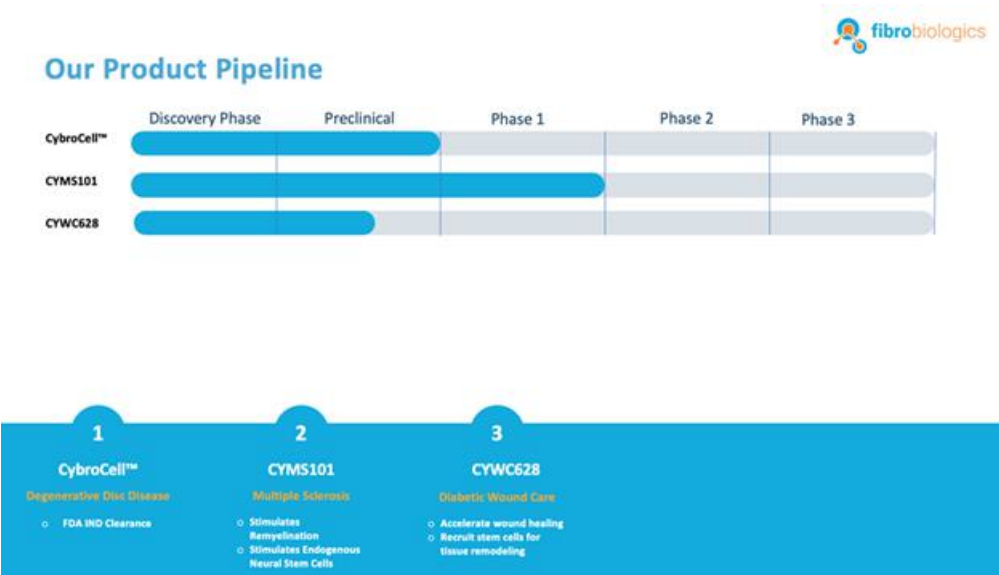 fibrobiologics
Our Product Pipeline
Discovery Phase Preclinical Phase 1 Phase 2 Phase 3
CybroCell™
CYMS101
CYWC628
1
CybroCell™
Degenerative Disc Disease
o FDA IND Clearance
2
CYMS101
Multiple Sclerosis
o Stimulates
Remyelination
o Stimulates Endogenous
Neural Stem Cells
3
CYWC628
Diabetic Wound Care
o Accelerate wound healing
o Recruit stem cells for
tissue remodeling